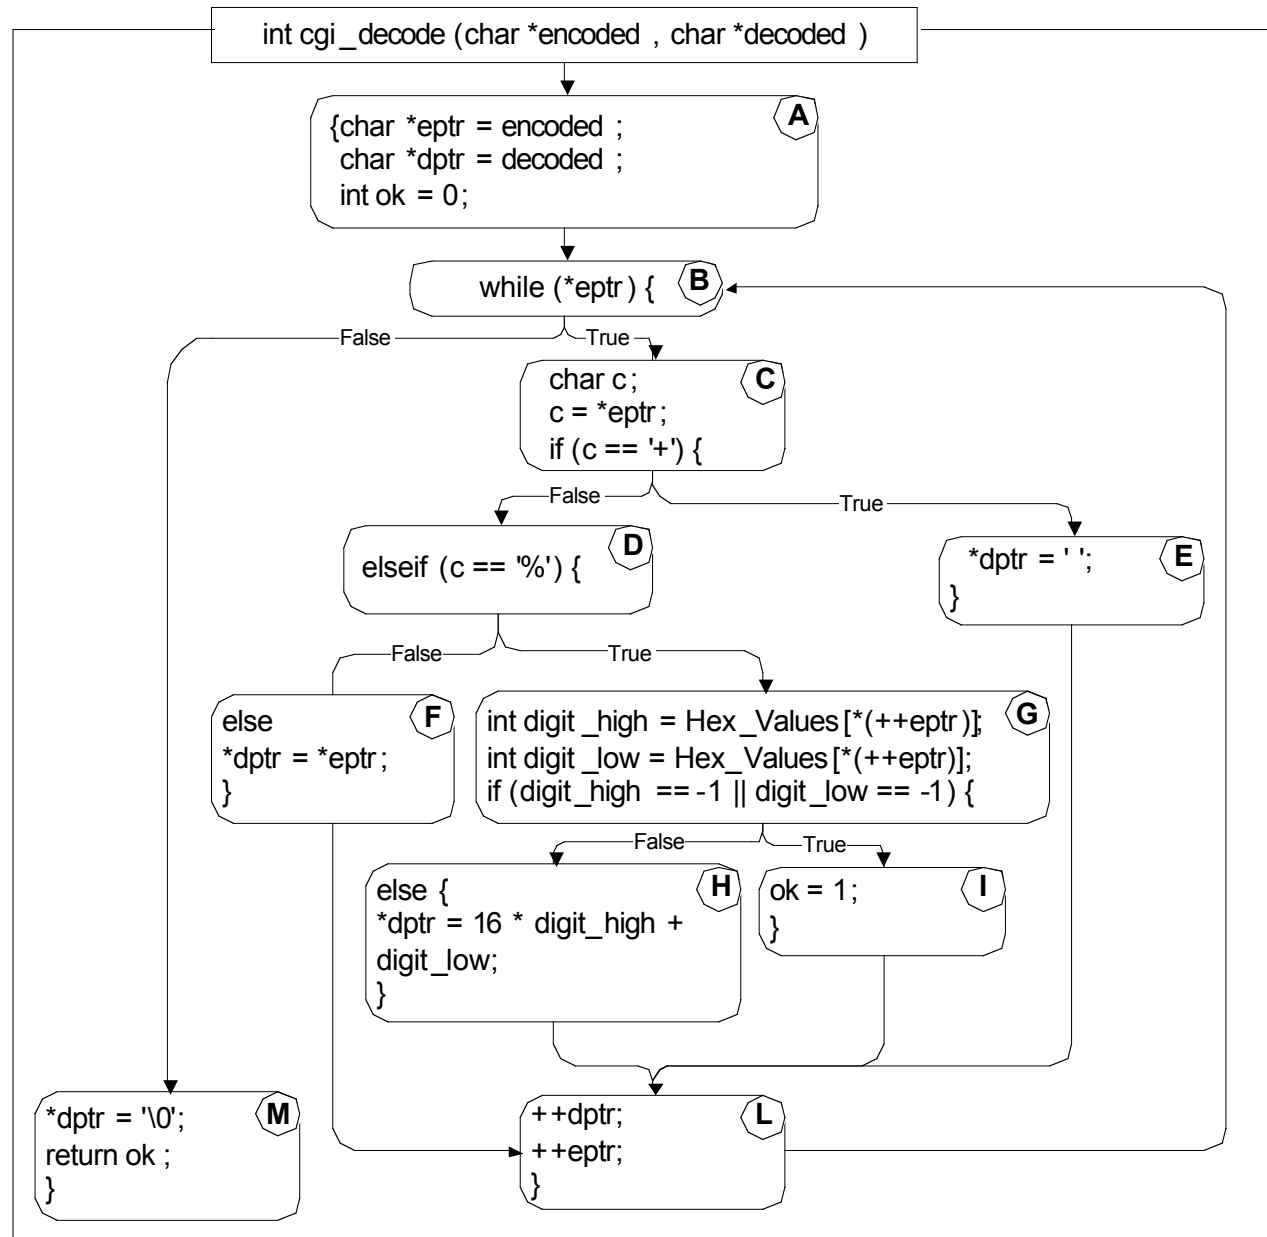 int cgi_decode (char *encoded , char *decoded )
A
{char *eptr = encoded ;
char *dptr = decoded ;
int ok = 0;
while (*eptr) {
B
False
True
char c;
C
c = *eptr;
if (c == '+') {
False
True
elseif (c == '%') {
D
*dptr = ' ';
E
}
False
True
else
F
*dptr = *eptr;
}
int digit_high = Hex_Values[*(++eptr)];
G
int digit_low = Hex_Values[*(++eptr)];
if (digit_high == -1 || digit_low == -1) {
False
True
else {
H
*dptr = 16 * digit_high +
digit_low;
}
ok = 1;
I
}
*dptr = '\0';
M
return ok ;
}
++dptr;
L
++eptr;
}